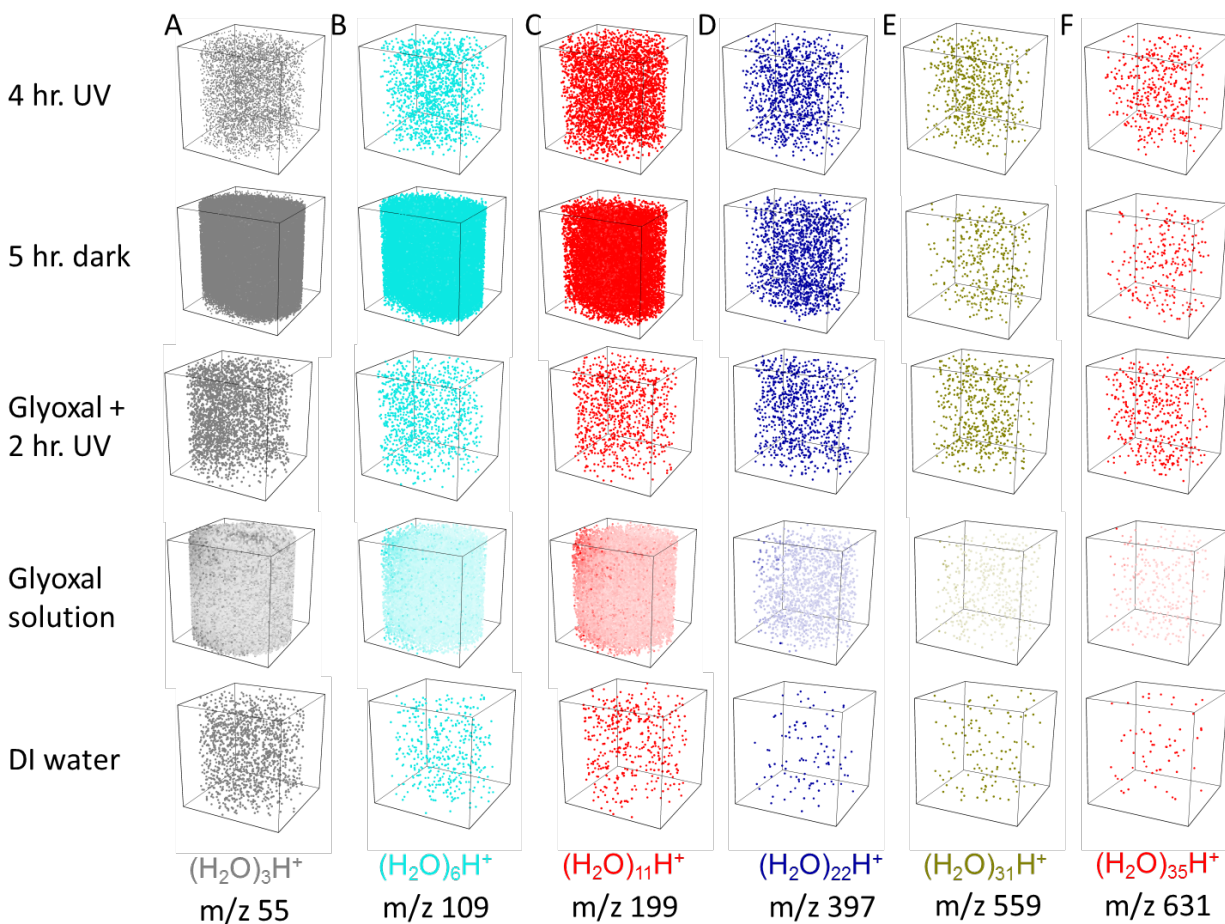 A B C D E F
4 hr. UV
5 hr. dark
Glyoxal +
2 hr. UV
Glyoxal
solution
DI water
(H₂O)₃H⁺ (H₂O)₆H⁺ (H₂O)₁₁H⁺ (H₂O)₂₂H⁺ (H₂O)₃₁H⁺ (H₂O)₃₅H⁺
m/z 55 m/z 109 m/z 199 m/z 397 m/z 559 m/z 631